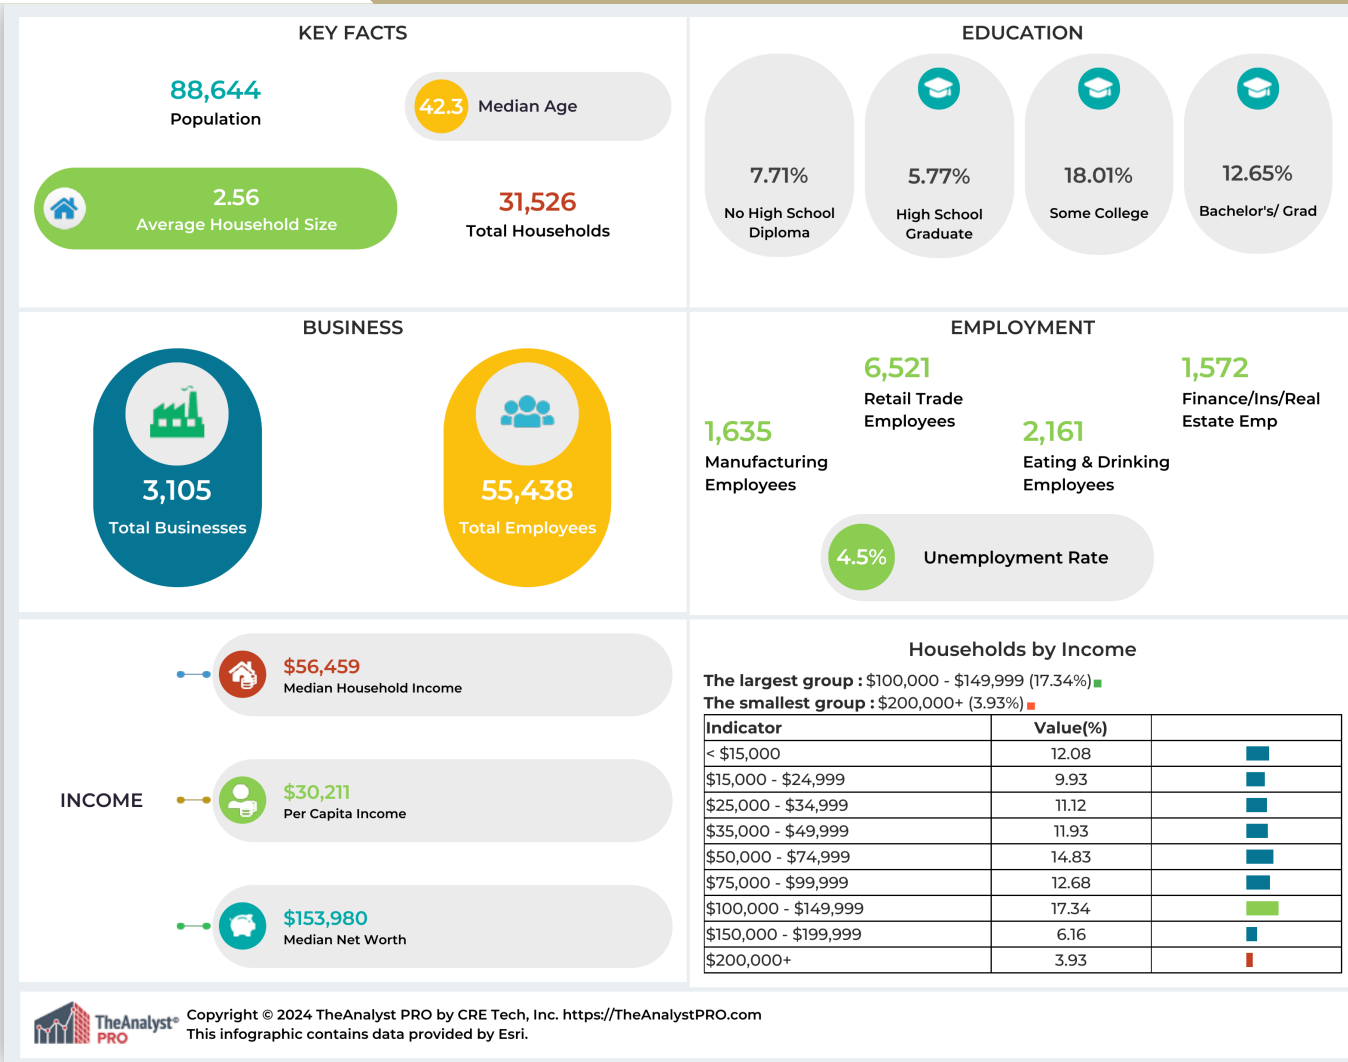 KEY FACTS
88,644
Population
42.3 Median Age
2.56
Average Household Size
31,526
Total Households
EDUCATION
7.71%
No High School
Diploma
5.77%
High School
Graduate
18.01%
Some College
12.65%
Bachelor's/ Grad
BUSINESS
3,105
Total Businesses
55,438
Total Employees
EMPLOYMENT
1,635
Manufacturing
Employees
6,521
Retail Trade
Employees
2,161
Eating & Drinking
Employees
1,572
Finance/Ins/Real
Estate Emp
4.5% Unemployment Rate
INCOME
$56,459
Median Household Income
$30,211
Per Capita Income
$153,980
Median Net Worth
Households by Income
The largest group : $100,000 - $149,999 (17.34%)
The smallest group : $200,000+ (3.93%)
Indicator Value(%)
< $15,000 12.08
$15,000 - $24,999 9.93
$25,000 - $34,999 11.12
$35,000 - $49,999 11.93
$50,000 - $74,999 14.83
$75,000 - $99,999 12.68
$100,000 - $149,999 17.34
$150,000 - $199,999 6.16
$200,000+ 3.93
TheAnalyst©
PRO
Copyright © 2024 TheAnalyst PRO by CRE Tech, Inc. https://TheAnalystPRO.com
This infographic contains data provided by Esri.